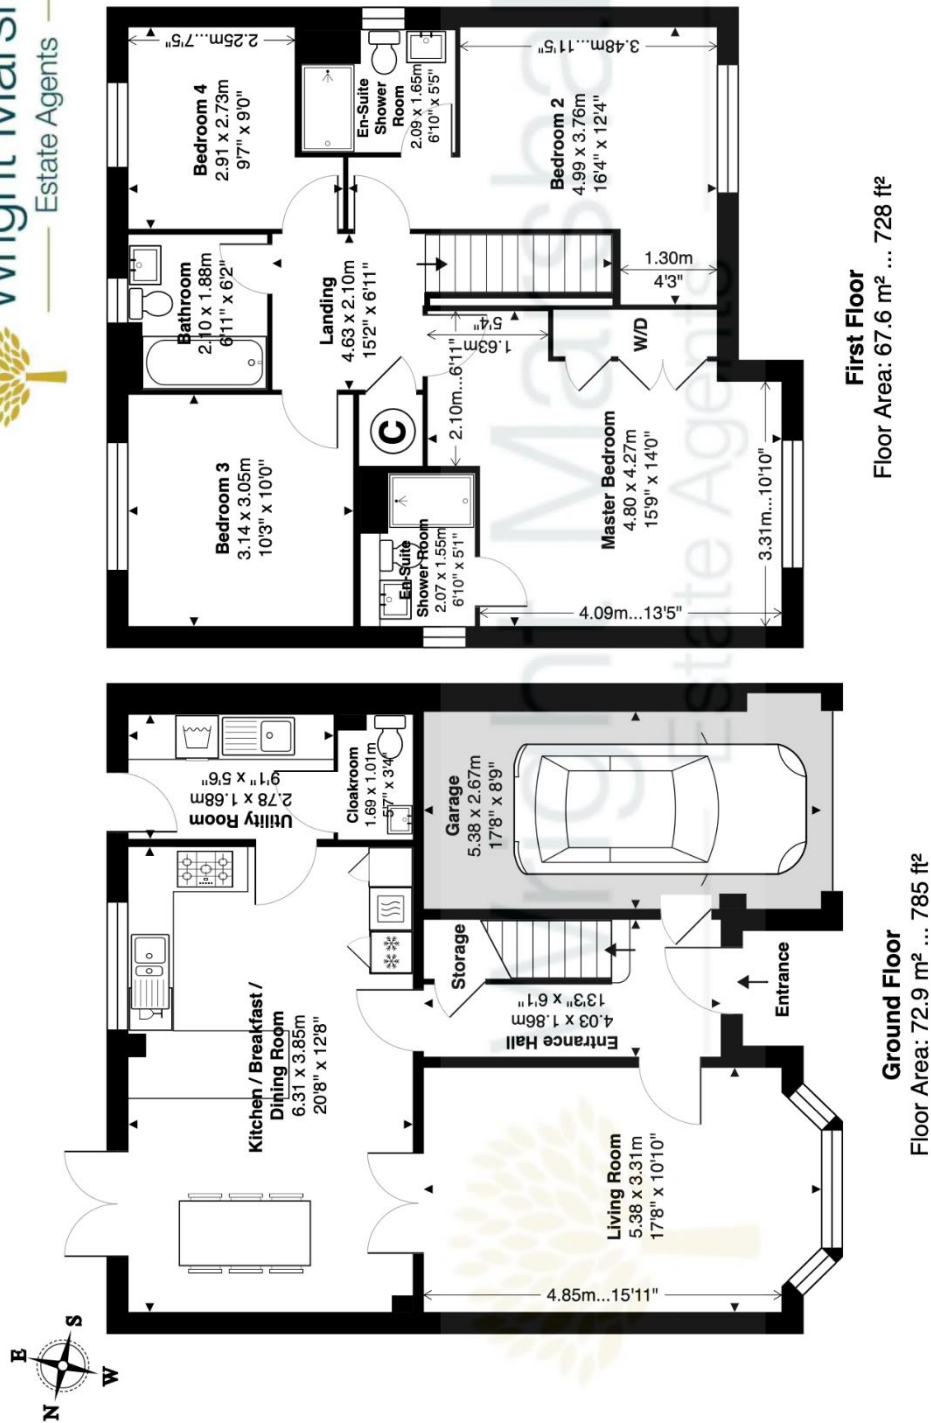 Wright Marsh
Estate Agents
N
E
S
W
Kitchen / Breakfast /
Dining Room
6.31 x 3.85m
20'8" x 12'8"
Utility Room
2.78 x 1.68m
9'1" x 5'6"
Cloakroom
1.69 x 1.01m
5'7" x 3'4"
Living Room
5.38 x 3.31m
17'8" x 10'10"
4.85m...15'11"
Entrance Hall
4.03 x 1.86m
13'3" x 6'1"
Storage
Garage
5.38 x 2.67m
17'8" x 8'9"
Entrance
Ground Floor
Floor Area: 72.9 m² ... 785 ft²
Bedroom 3
3.14 x 3.05m
10'3" x 10'0"
Bathroom
2.10 x 1.88m
6'11" x 6'2"
Bedroom 4
2.91 x 2.73m
9'7" x 9'0"
2.25m...7'5"
En-Suite
Shower Room
2.07 x 1.55m
6'10" x 5'1"
C
Landing
4.63 x 2.10m
15'2" x 6'11"
En-Suite
Shower
Room
2.09 x 1.65m
6'10" x 5'5"
2.10m...6'11"
1.63m
5'4"
Master Bedroom
4.80 x 4.27m
15'9" x 14'0"
4.09m...13'5"
3.31m...10'10"
W/D
1.30m
4'3"
Bedroom 2
4.99 x 3.76m
16'4" x 12'4"
3.48m...11'5"
First Floor
Floor Area: 67.6 m² ... 728 ft²
Wright Marshal
Estate Agents